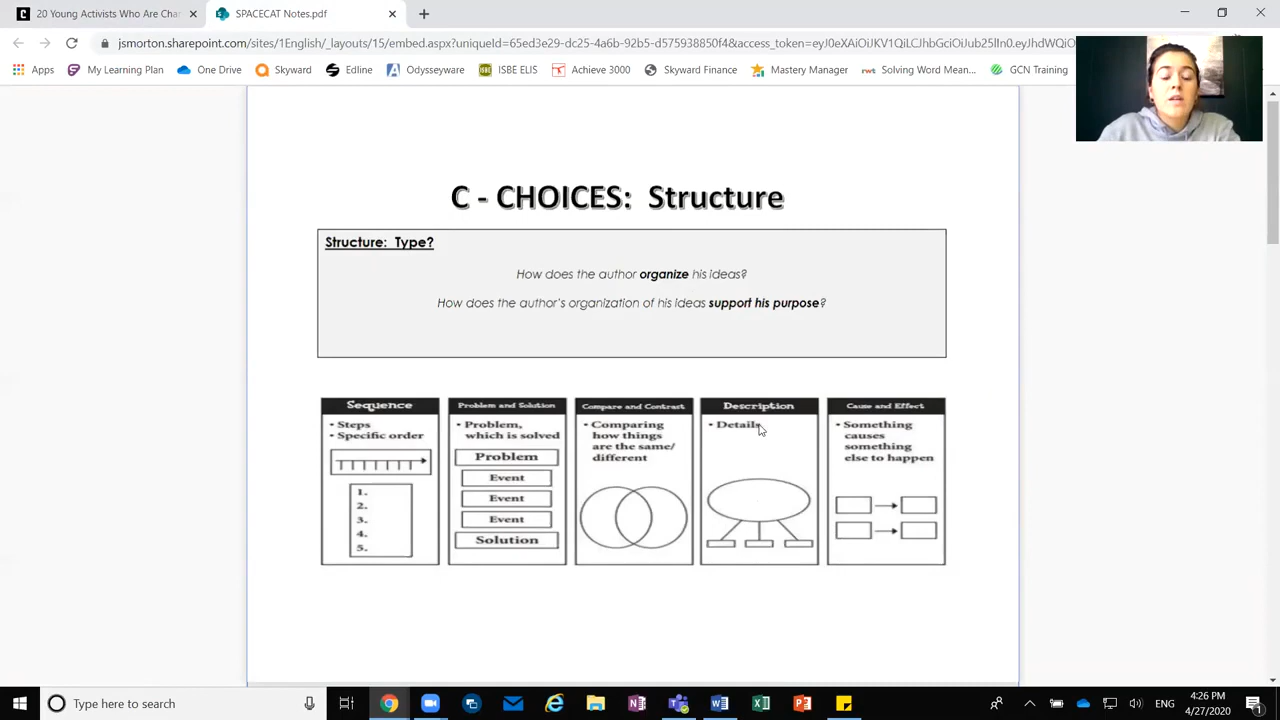 20 Young Activists Who Are Cha
SPACECAT Notes.pdf
jsmorton.sharepoint.com/sites/1English/_layouts/15/embed.aspx?uniqueId=65ed3e29-dc25-4a6b-92b5-d575938850f4&access_token=
Apps
My Learning Plan
One Drive
Skyward
Edline
Odysseyware
ISBE ELIS
Achieve 3000
Skyward Finance
Mastery Manager
Solving Word Mean...
GCN Training
C - CHOICES: Structure
Structure: Type?
How does the author organize his ideas?
How does the author's organization of his ideas support his purpose?
Sequence
• Steps
• Specific order
1.
2.
3.
4.
5.
Problem and Solution
• Problem,
which is solved
Problem
Event
Event
Event
Solution
Compare and Contrast
• Comparing
how things
are the same/
different
Description
• Details
Cause and Effect
• Something
causes
something
else to happen
Type here to search
ENG
4:26 PM
4/27/2020